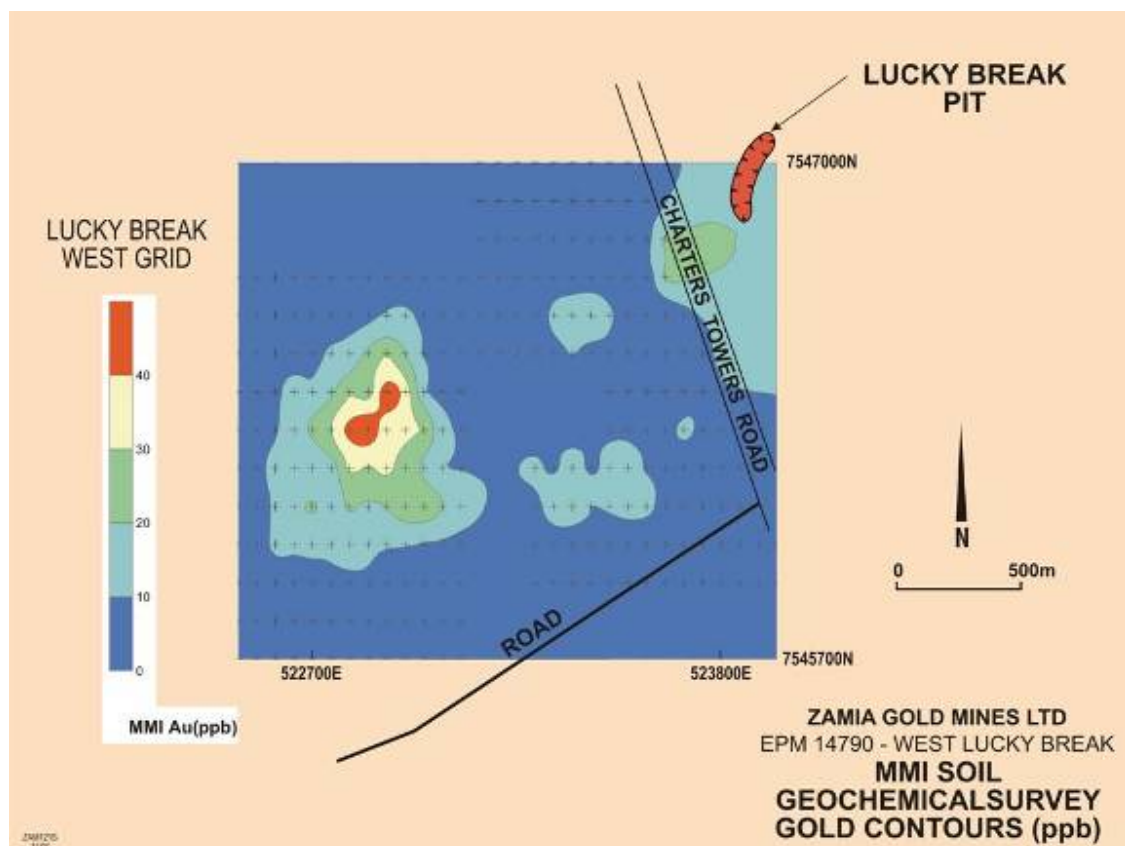 LUCKY BREAK
PIT
7547000N
LUCKY BREAK
WEST GRID
CHARTERS TOWERS ROAD
40
30
20
10
0
MMI Au(ppb)
ROAD
N
0 500m
522700E
523800E
7545700N
ZAMIA GOLD MINES LTD
EPM 14790 - WEST LUCKY BREAK
MMI SOIL
GEOCHEMICALSURVEY
GOLD CONTOURS (ppb)